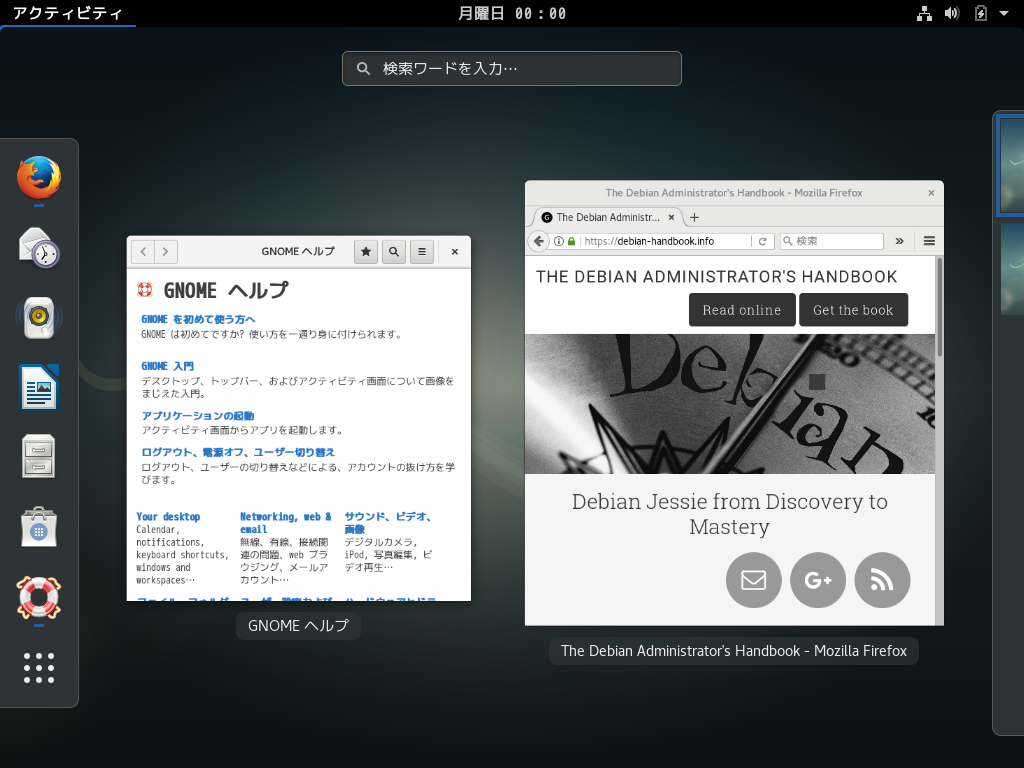 アクティビティ
月曜日 00：00
検索ワードを入力…
GNOME ヘルプ
GNOME ヘルプ
GNOME を初めて使う方へ
GNOME は初めてですか? 使い方を一通り身に付けられます。
GNOME 入門
デスクトップ、トップバー、およびアクティビティ画面について画像を
まじえた入門。
アプリケーションの起動
アクティビティ画面からアプリを起動します。
ログアウト、電源オフ、ユーザー切り替え
ログアウト、ユーザーの切り替えなどによる、アカウントの抜け方を学
びます。
Your desktop
Calendar,
notifications,
keyboard shortcuts,
windows and
workspaces…
Networking, web &
email
無線、有線、接続関
連の問題、web ブラ
ウジング、メールア
カウント…
サウンド、ビデオ、
画像
デジタルカメラ,
iPod, 写真編集, ビ
デオ再生…
GNOME ヘルプ
The Debian Administrator's Handbook - Mozilla Firefox
The Debian Administr...
https://debian-handbook.info
検索
THE DEBIAN ADMINISTRATOR'S HANDBOOK
Read online
Get the book
Debian
Debian Jessie from Discovery to
Mastery
G+
The Debian Administrator's Handbook - Mozilla Firefox